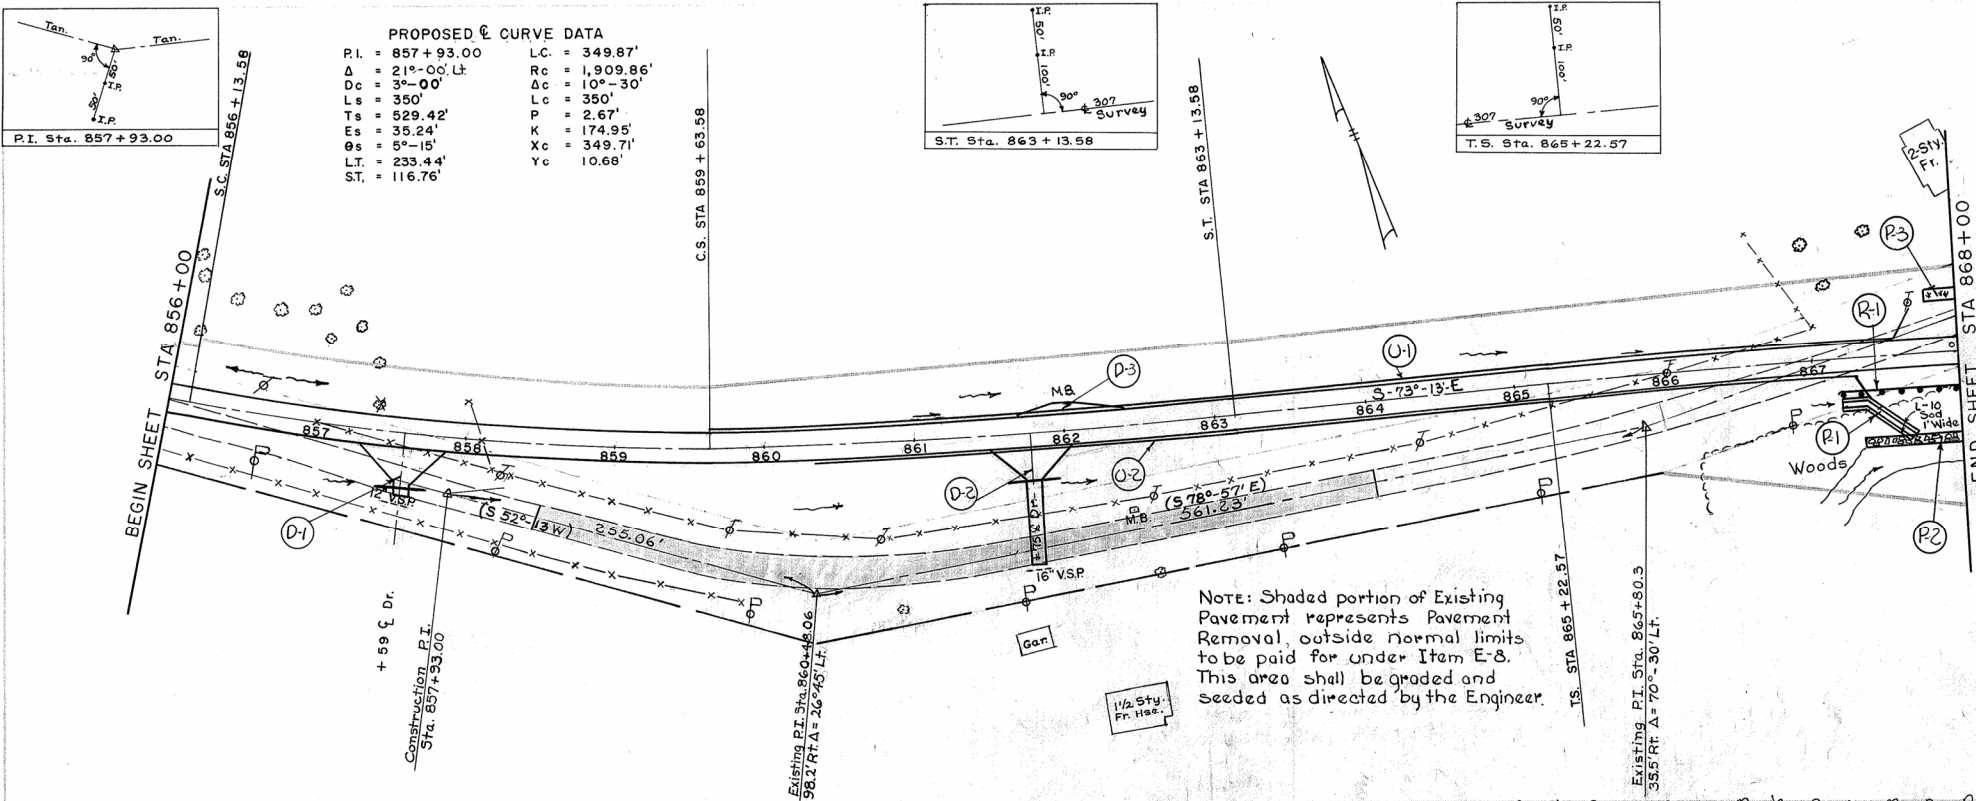 Tan.
Tan.
90°
50'
I.P.
50'
I.P.
P.I. Sta. 857+93.00
S.C. STA 856+13.58
PROPOSED ℄ CURVE DATA
P.I. = 857+93.00
Δ = 21°-00' Lt.
Dc = 3°-00'
Ls = 350'
Ts = 529.42'
Es = 35.24'
θs = 5°-15'
L.T. = 233.44'
S.T. = 116.76'
L.C. = 349.87'
Rc = 1,909.86'
Δc = 10°-30'
Lc = 350'
P = 2.67'
K = 174.95'
Xc = 349.71'
Yc 10.68'
C.S. STA 859+63.58
I.P.
50'
I.P.
100'
90°
℄ 307
Survey
S.T. Sta. 863+13.58
S.T. STA 863+13.58
I.P.
50'
I.P.
100'
90°
℄ 307
Survey
T.S. Sta. 865+22.57
2-Sty.
Fr.
BEGIN SHEET STA 856+00
END SHEET STA 868+00
P-3
R-1
U-1
D-3
M.B.
S-73°-13'-E
857
858
859
860
861
862
863
864
865
866
867
L-10
Sod
1' Wide
P-1
P-2
Woods
D-1
12" V.S.P.
(S 52°-13 W)
255.06'
D-2
U-2
M.B.
(S 78°-57' E)
561.23'
16" V.S.P.
Gar.
1½ Sty.
Fr. Hse.
+59 ℄ Dr.
Construction P.I.
Sta. 857+93.00
Existing P.I. Sta. 860+48.06
98.2' Rt. Δ = 26°45' Lt.
NOTE: Shaded portion of Existing
Pavement represents Pavement
Removal, outside normal limits
to be paid for under Item E-8.
This area shall be graded and
seeded as directed by the Engineer.
T.S. STA 865+22.57
Existing P.I. Sta. 865+80.3
35.5' Rt. Δ = 70°-30' Lt.